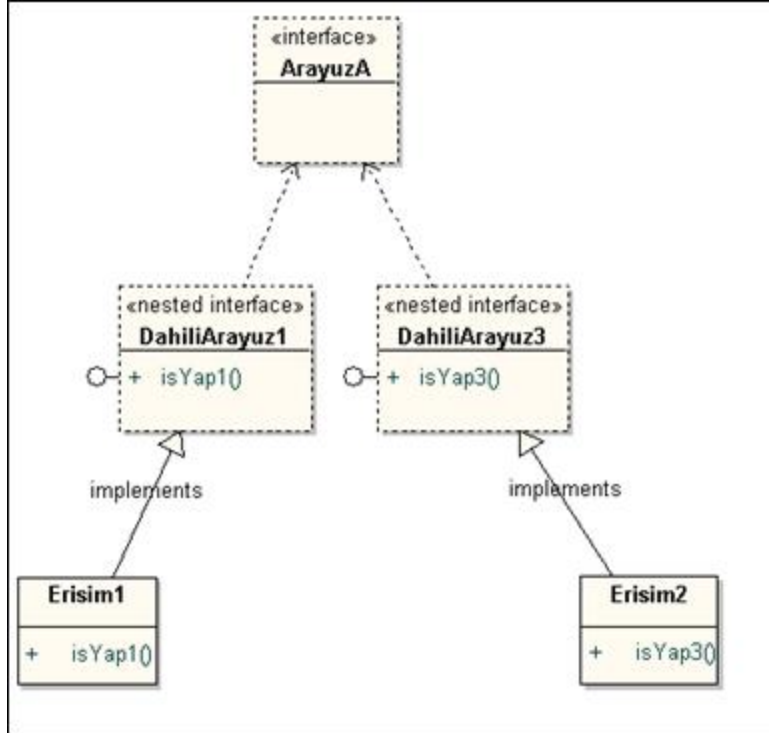 «interface»
ArayuzA
«nested interface»
DahiliArayuz1
+ isYap1()
«nested interface»
DahiliArayuz3
+ isYap3()
implements
implements
Erisim1
+ isYap1()
Erisim2
+ isYap3()